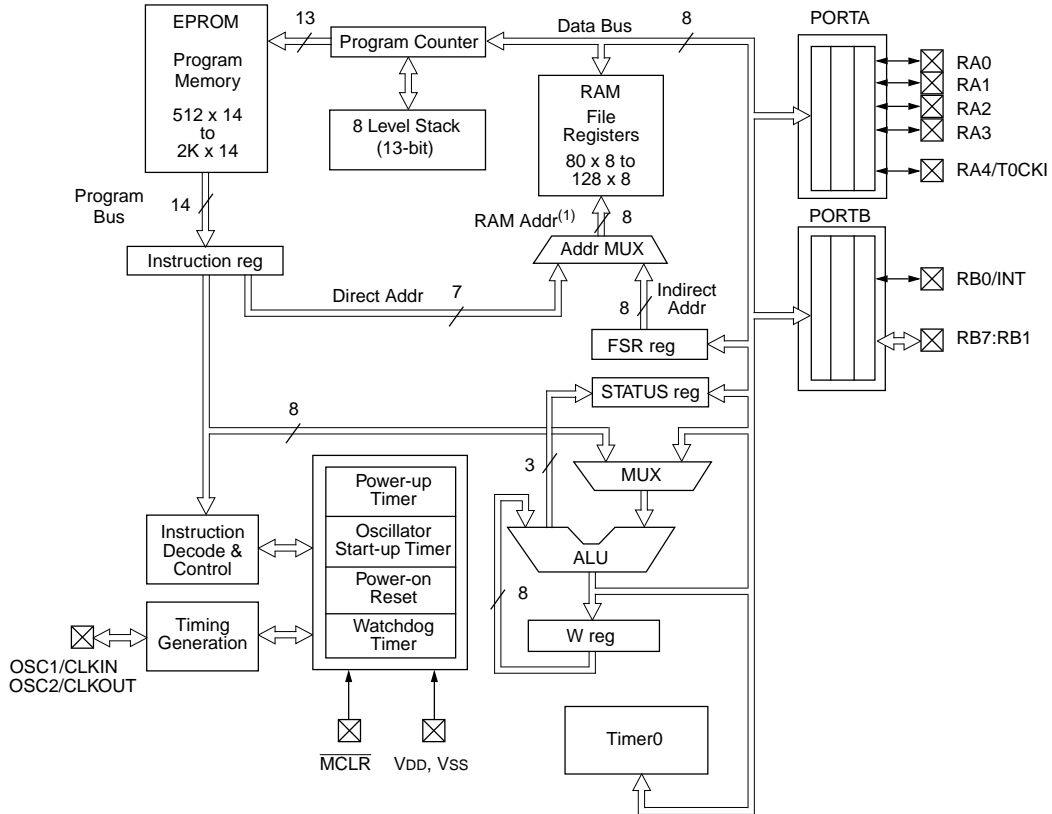 EPROM
Program
Memory
512 x 14
to
2K x 14
13
Program Counter
Data Bus
8
8 Level Stack
(13-bit)
RAM
File
Registers
80 x 8 to
128 x 8
PORTA
RA0
RA1
RA2
RA3
RA4/T0CKI
PORTB
RB0/INT
RB7:RB1
Program
Bus
14
Instruction reg
RAM Addr(1)
8
Addr MUX
Direct Addr
7
8
Indirect
Addr
FSR reg
STATUS reg
8
3
MUX
ALU
8
W reg
Power-up
Timer
Oscillator
Start-up Timer
Power-on
Reset
Watchdog
Timer
Instruction
Decode &
Control
Timing
Generation
OSC1/CLKIN
OSC2/CLKOUT
MCLR
VDD, VSS
Timer0